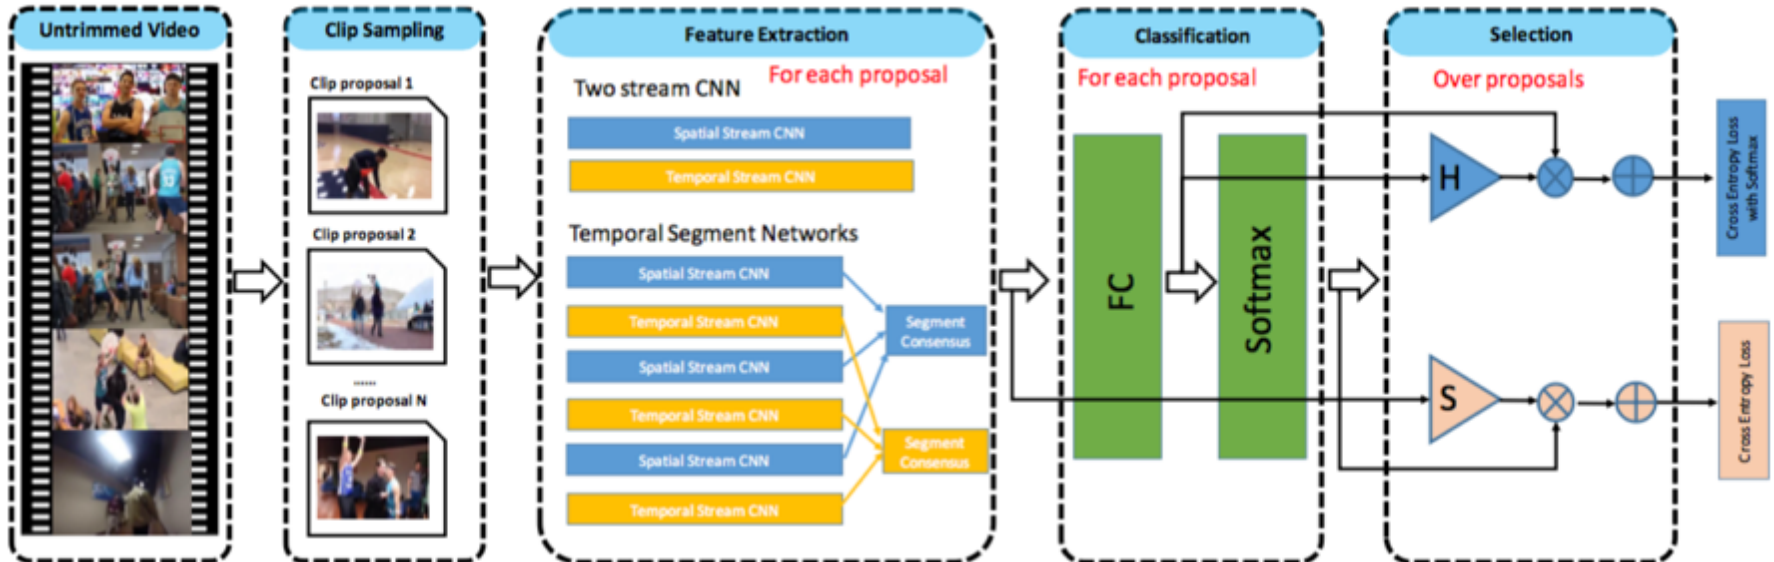 Untrimmed Video
Clip Sampling
Clip proposal 1
Clip proposal 2
......
Clip proposal N
Feature Extraction
For each proposal
Two stream CNN
Spatial Stream CNN
Temporal Stream CNN
Temporal Segment Networks
Spatial Stream CNN
Temporal Stream CNN
Spatial Stream CNN
Temporal Stream CNN
Spatial Stream CNN
Temporal Stream CNN
Segment
Consensus
Segment
Consensus
Classification
For each proposal
FC
Softmax
Selection
Over proposals
H
S
Cross Entropy Loss
with Softmax
Cross Entropy Loss